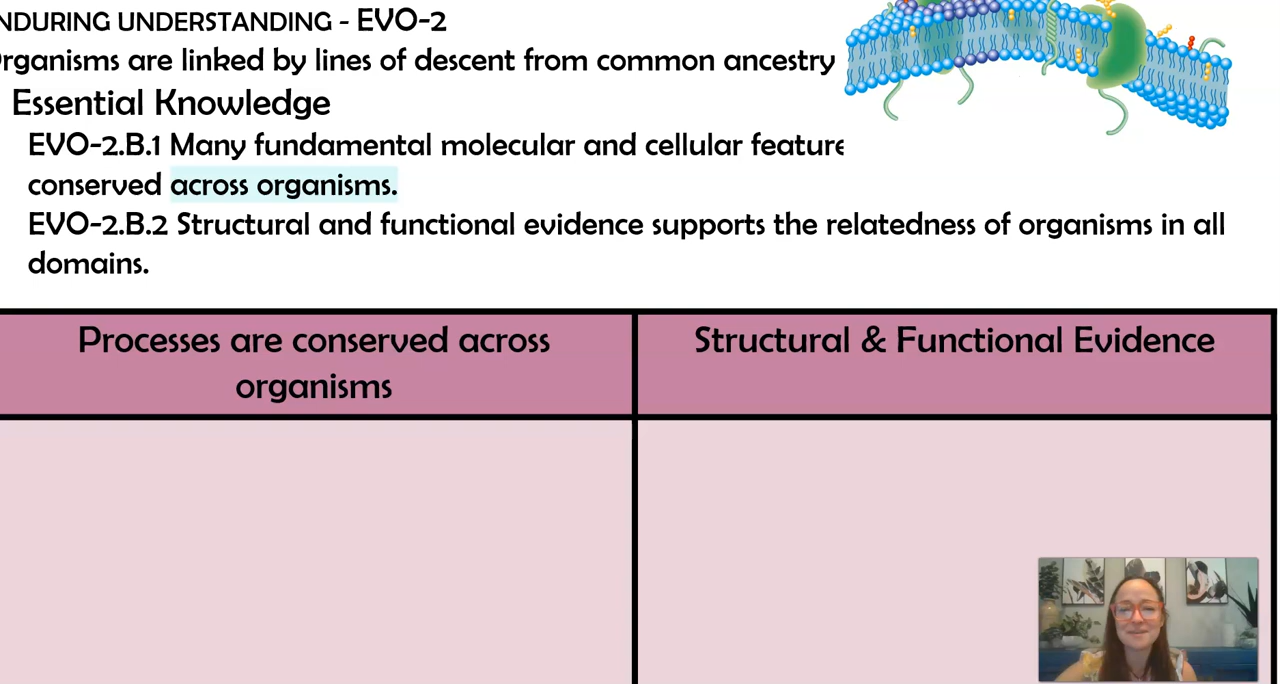 NDURING UNDERSTANDING - EVO-2
rganisms are linked by lines of descent from common ancestry
Essential Knowledge
EVO-2.B.1 Many fundamental molecular and cellular feature
conserved across organisms.
EVO-2.B.2 Structural and functional evidence supports the relatedness of organisms in all
domains.
Processes are conserved across
organisms
Structural & Functional Evidence